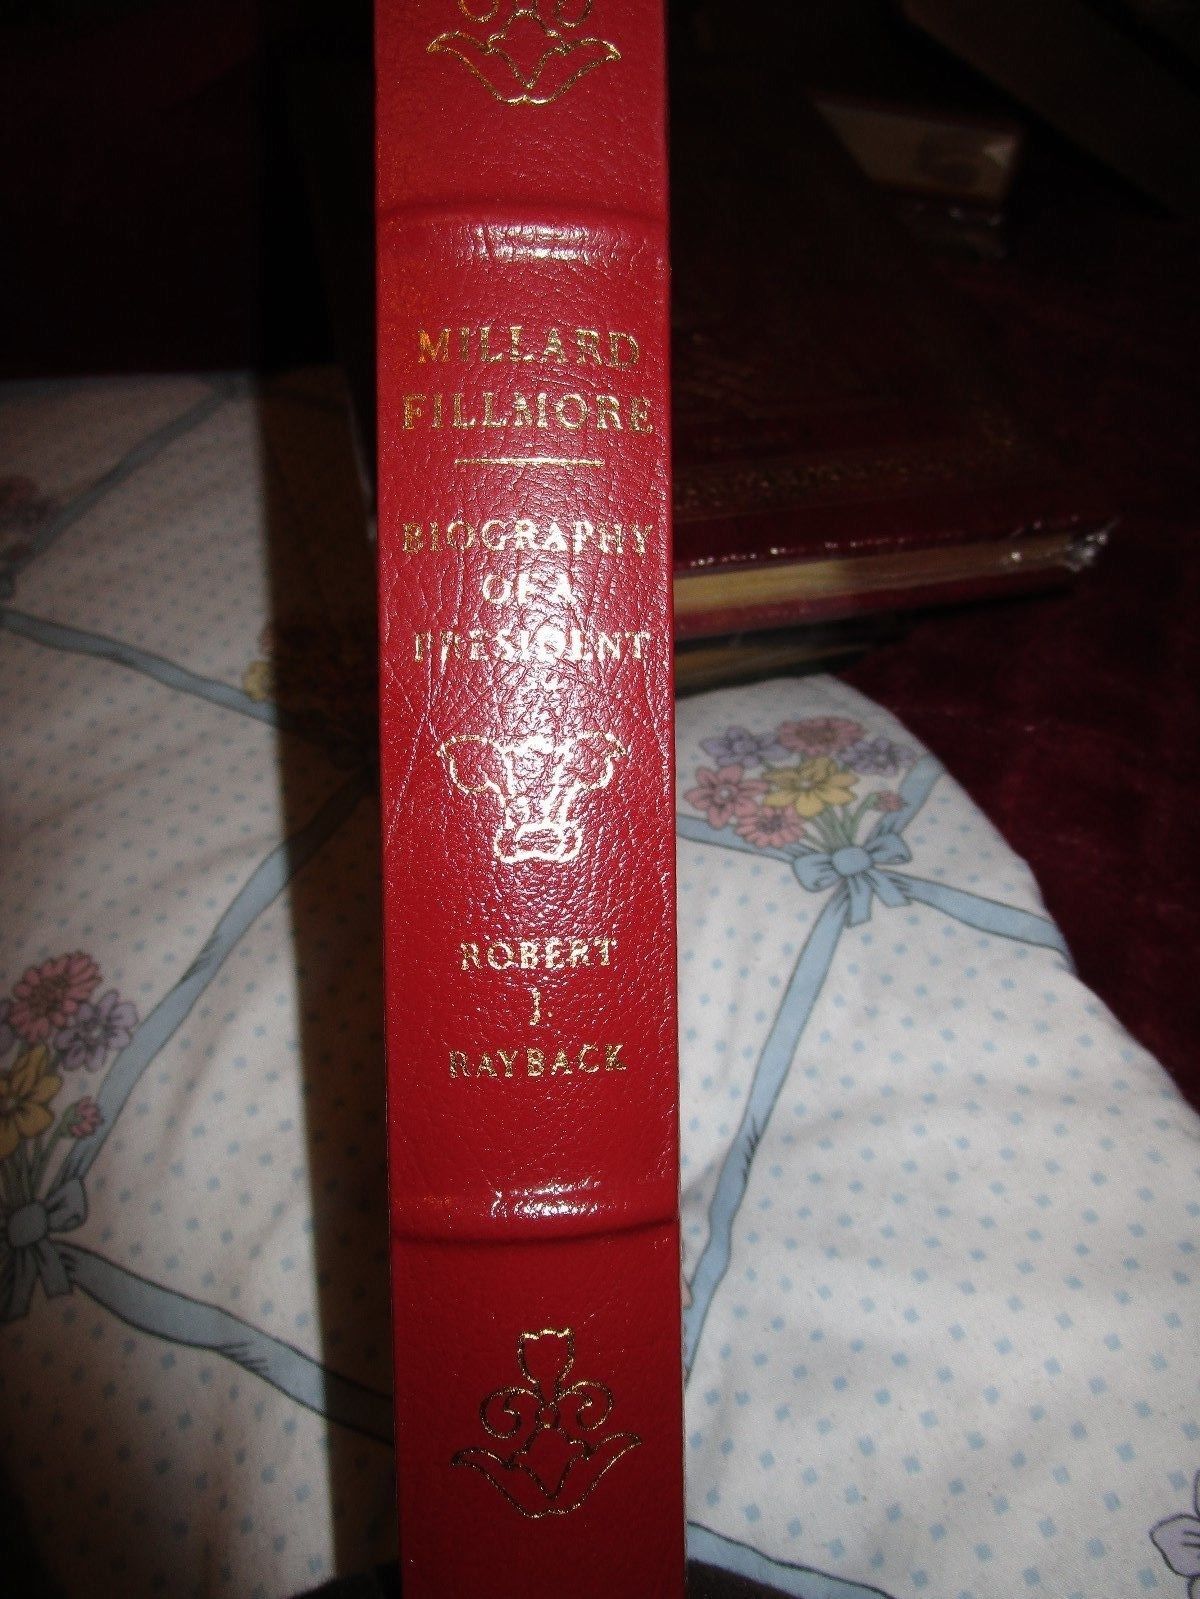 MILLARD
FILLMORE
BIOGRAPHY
OF A
PRESIDENT
ROBERT
J.
RAYBACK